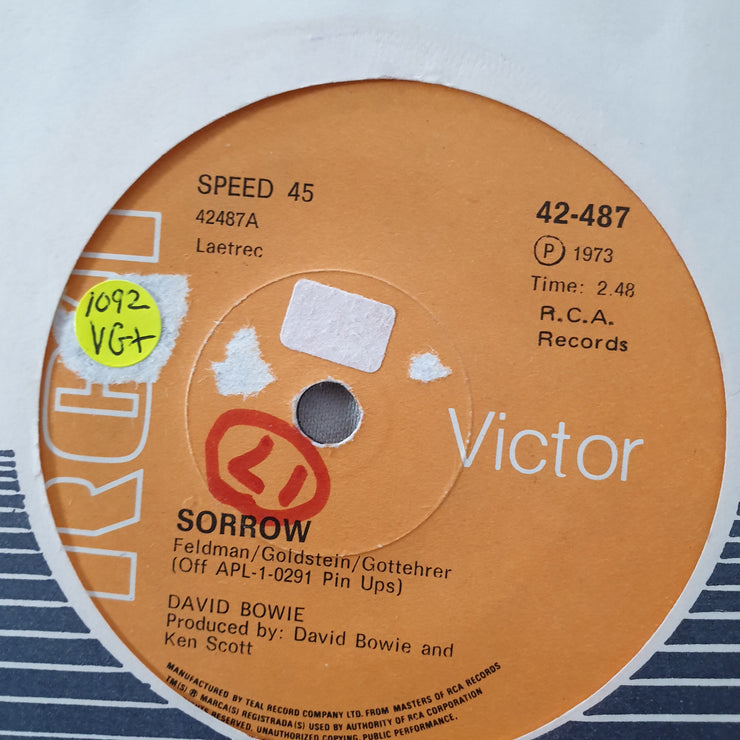 SPEED 45
42487A
Laetrec
42-487
Ⓟ 1973
Time: 2.48
R.C.A.
Records
1092
VG+
RCA
Victor
SORROW
Feldman/Goldstein/Gottehrer
(Off APL-1-0291 Pin Ups)
DAVID BOWIE
Produced by: David Bowie and
Ken Scott
MANUFACTURED BY TEAL RECORD COMPANY LTD. FROM MASTERS OF RCA RECORDS
TM(S) ® MARCA(S) REGISTRADA(S) USED BY AUTHORITY OF RCA CORPORATION
RESERVED. UNAUTHORIZED COPYING, PUBLIC PERFORMANCE,